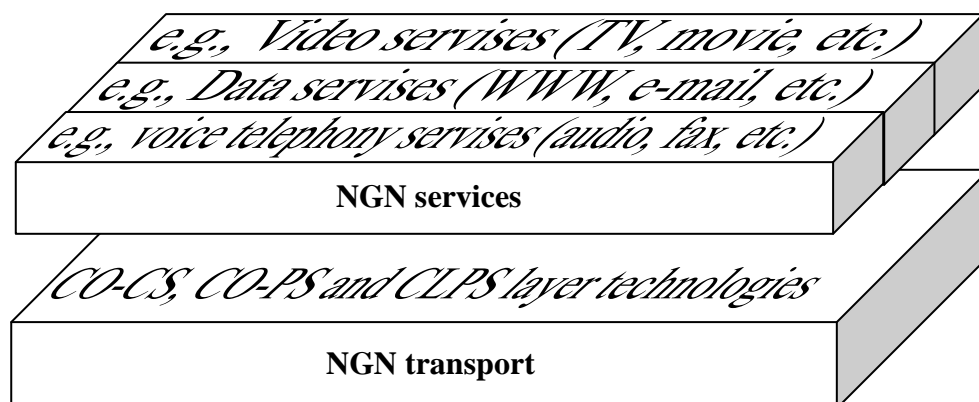 e.g., Video servises (TV, movie, etc.)
e.g., Data servises (WWW, e-mail, etc.)
e.g., voice telephony servises (audio, fax, etc.)
NGN services
CO-CS, CO-PS and CLPS layer technologies
NGN transport